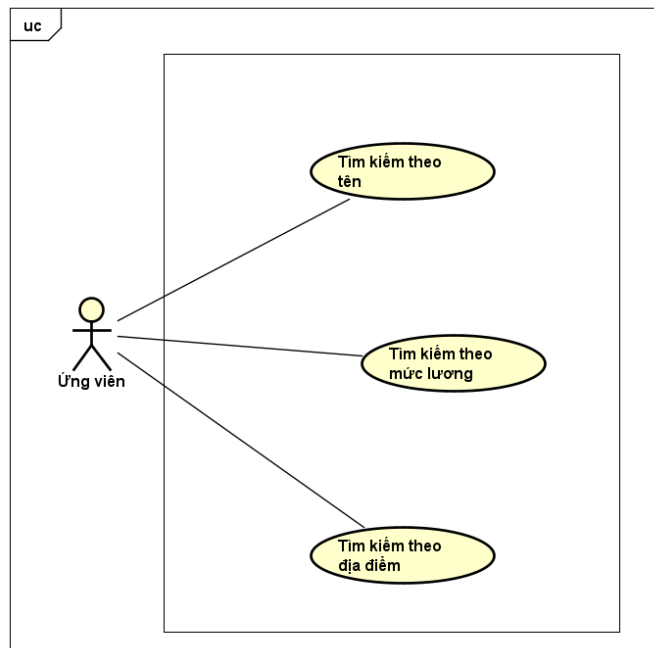 uc
Tìm kiếm theo
tên
Tìm kiếm theo
mức lương
Ứng viên
Tìm kiếm theo
địa điểm